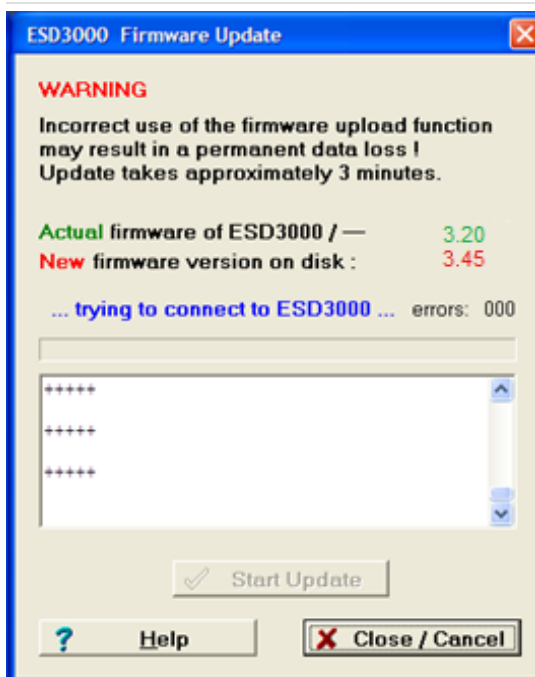 ESD3000 Firmware Update
WARNING
Incorrect use of the firmware upload function
may result in a permanent data loss !
Update takes approximately 3 minutes.
Actual firmware of ESD3000 / — 3.20
New firmware version on disk : 3.45
... trying to connect to ESD3000 ... errors: 000
+++++
+++++
+++++
Start Update
? Help
Close / Cancel